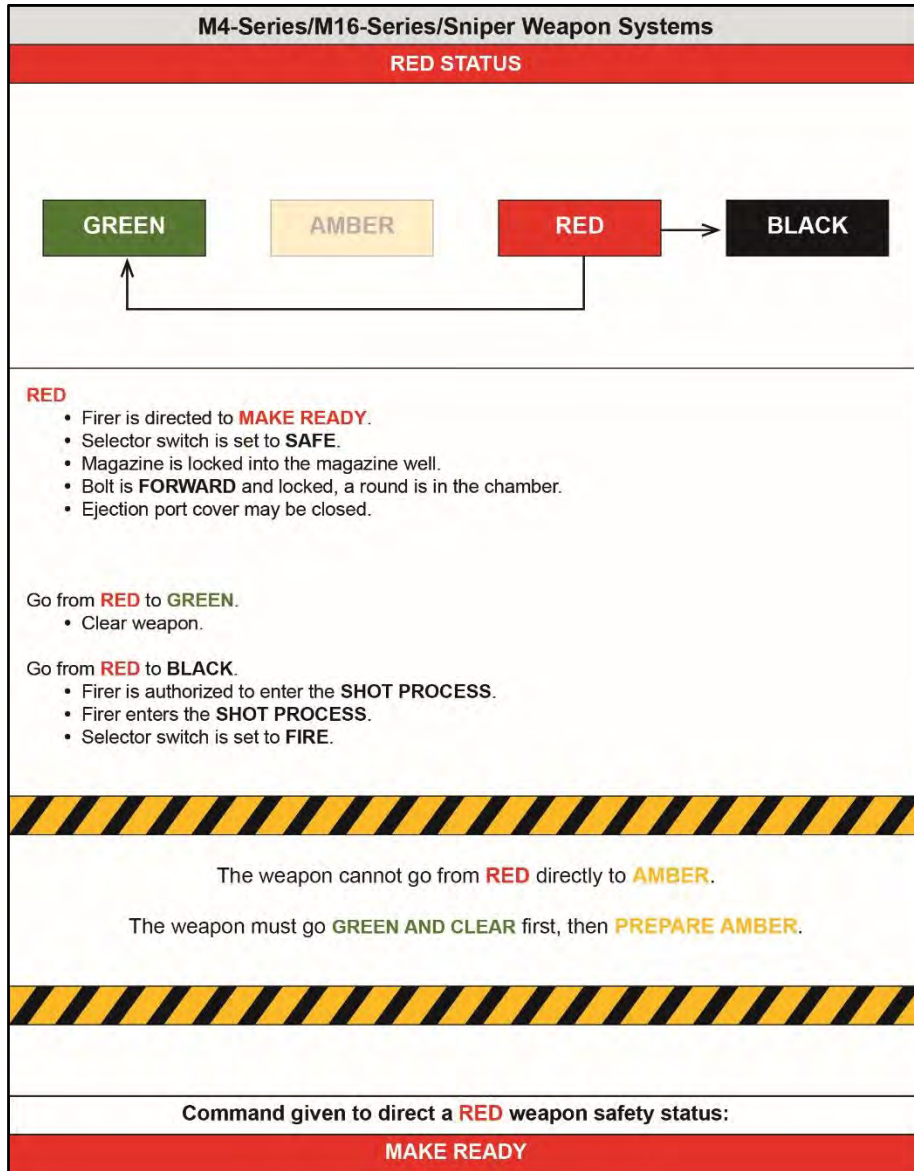 M4-Series/M16-Series/Sniper Weapon Systems
RED STATUS
GREEN
AMBER
RED
BLACK
RED
• Firer is directed to MAKE READY.
• Selector switch is set to SAFE.
• Magazine is locked into the magazine well.
• Bolt is FORWARD and locked, a round is in the chamber.
• Ejection port cover may be closed.
Go from RED to GREEN.
• Clear weapon.
Go from RED to BLACK.
• Firer is authorized to enter the SHOT PROCESS.
• Firer enters the SHOT PROCESS.
• Selector switch is set to FIRE.
The weapon cannot go from RED directly to AMBER.
The weapon must go GREEN AND CLEAR first, then PREPARE AMBER.
Command given to direct a RED weapon safety status:
MAKE READY